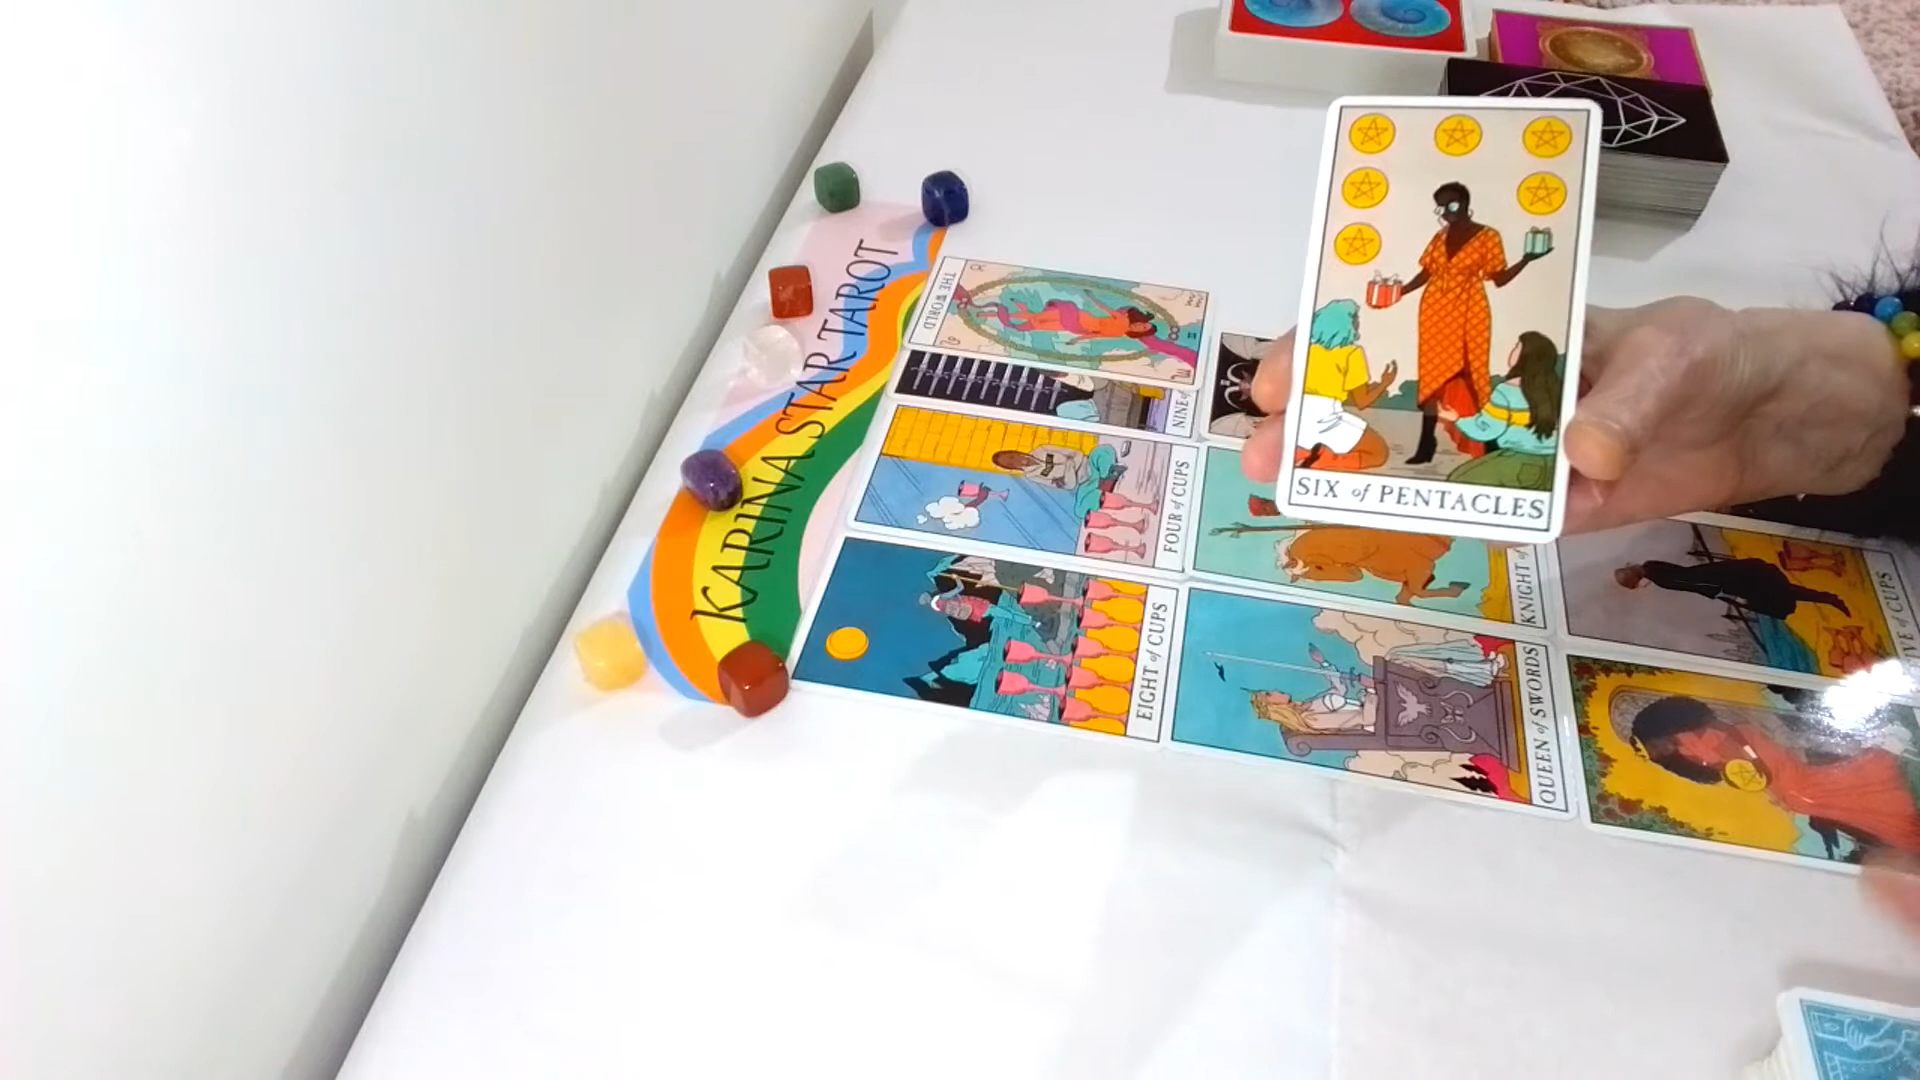 SIX of PENTACLES
KARINA STAR TAROT
THE WORLD
NINE
FOUR of CUPS
KNIGHT
OF CUPS
EIGHT of CUPS
QUEEN of SWORDS